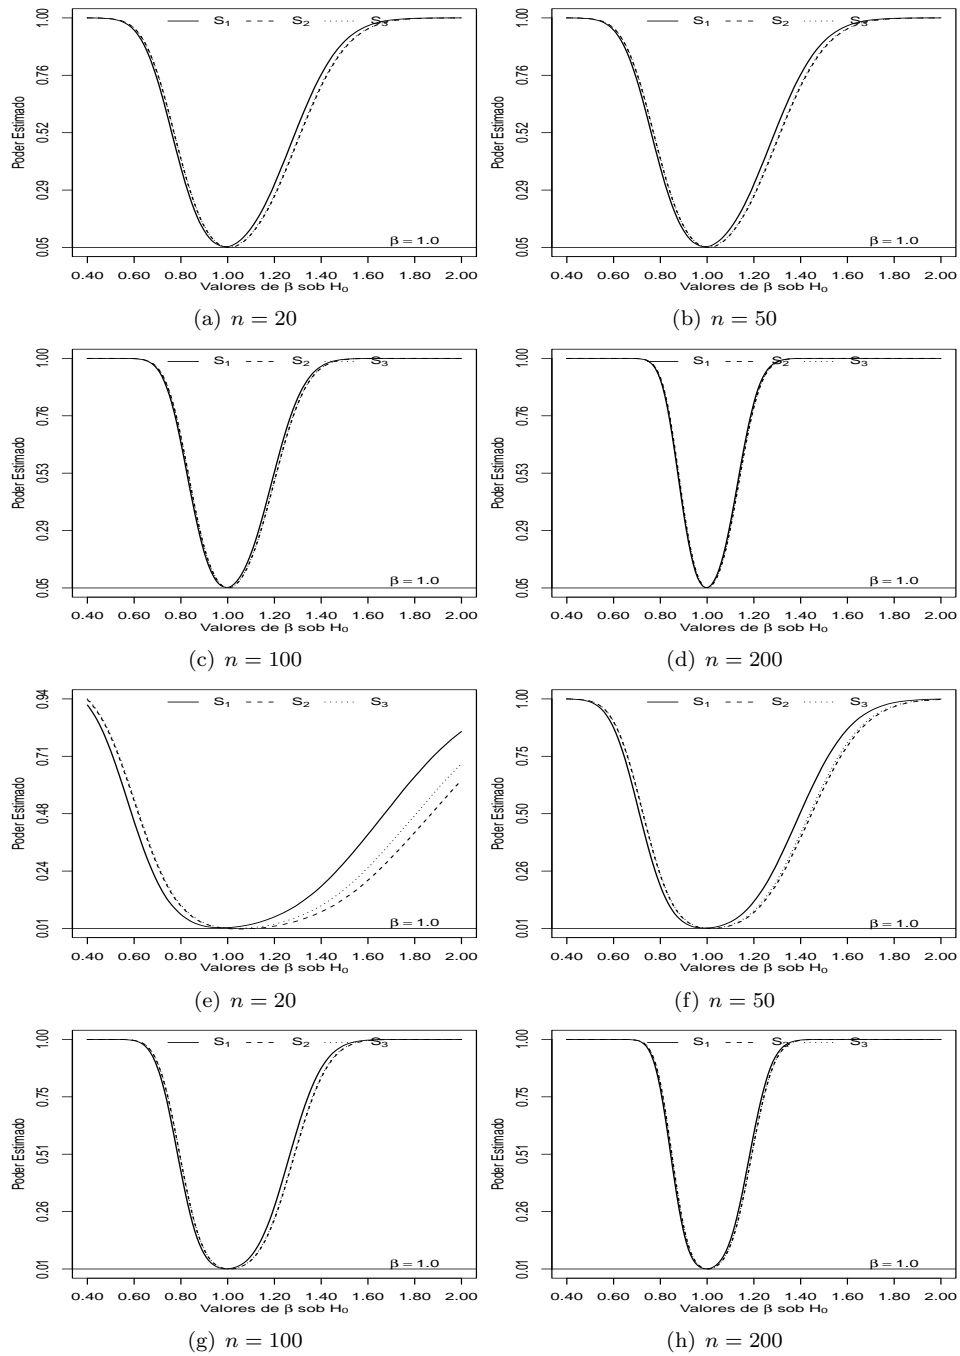 S₁ S₂ S₃
Poder Estimado
1.00
0.76
0.52
0.29
0.05
β = 1.0
0.40 0.60 0.80 1.00 1.20 1.40 1.60 1.80 2.00
Valores de β sob H₀
(a) n = 20
S₁ S₂ S₃
Poder Estimado
1.00
0.76
0.52
0.29
0.05
β = 1.0
0.40 0.60 0.80 1.00 1.20 1.40 1.60 1.80 2.00
Valores de β sob H₀
(b) n = 50
S₁ S₂ S₃
Poder Estimado
1.00
0.76
0.53
0.29
0.05
β = 1.0
0.40 0.60 0.80 1.00 1.20 1.40 1.60 1.80 2.00
Valores de β sob H₀
(c) n = 100
S₁ S₂ S₃
Poder Estimado
1.00
0.76
0.53
0.29
0.05
β = 1.0
0.40 0.60 0.80 1.00 1.20 1.40 1.60 1.80 2.00
Valores de β sob H₀
(d) n = 200
S₁ S₂ S₃
Poder Estimado
0.94
0.71
0.48
0.24
0.01
β = 1.0
0.40 0.60 0.80 1.00 1.20 1.40 1.60 1.80 2.00
Valores de β sob H₀
(e) n = 20
S₁ S₂ S₃
Poder Estimado
1.00
0.75
0.50
0.26
0.01
β = 1.0
0.40 0.60 0.80 1.00 1.20 1.40 1.60 1.80 2.00
Valores de β sob H₀
(f) n = 50
S₁ S₂ S₃
Poder Estimado
1.00
0.75
0.51
0.26
0.01
β = 1.0
0.40 0.60 0.80 1.00 1.20 1.40 1.60 1.80 2.00
Valores de β sob H₀
(g) n = 100
S₁ S₂ S₃
Poder Estimado
1.00
0.75
0.51
0.26
0.01
β = 1.0
0.40 0.60 0.80 1.00 1.20 1.40 1.60 1.80 2.00
Valores de β sob H₀
(h) n = 200